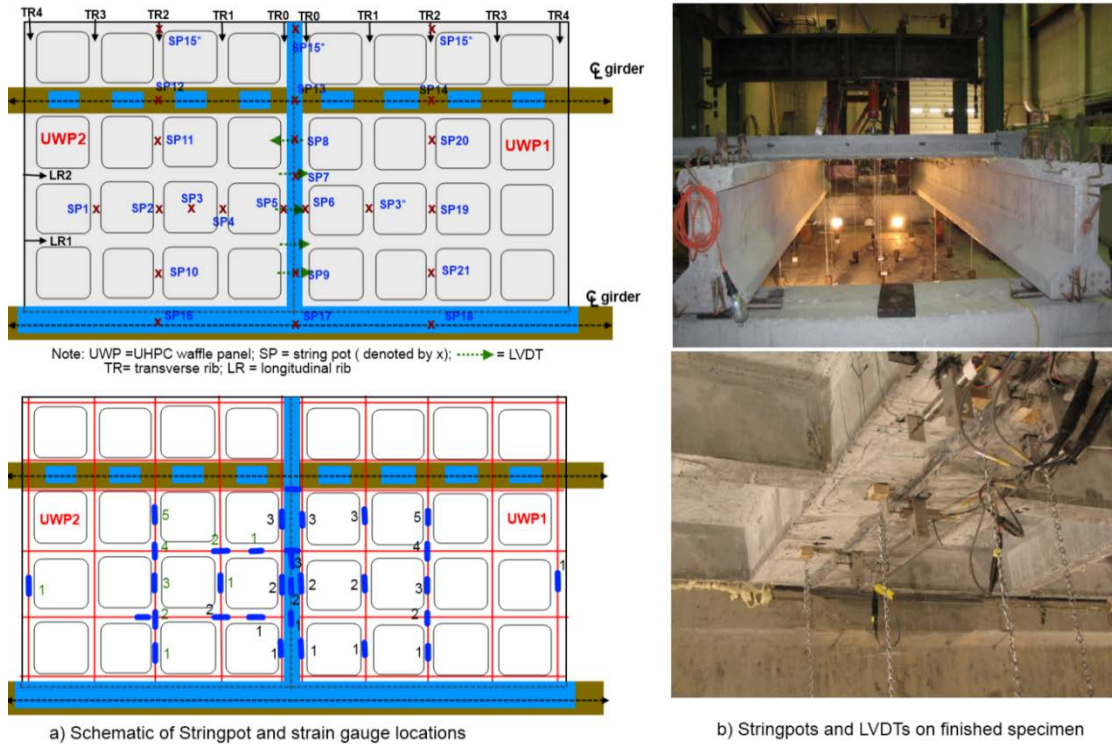 TR4 TR3 TR2 TR1 TR0 TR0 TR1 TR2 TR3 TR4
SP15* SP15* SP15*
℄ girder
SP12 SP13 SP14
UWP2 SP11 SP8 SP20 UWP1
LR2 SP7
SP1 SP2 SP3 SP4 SP5 SP6 SP3* SP19
LR1
SP10 SP9 SP21
℄ girder
SP16 SP17 SP18
Note: UWP =UHPC waffle panel; SP = string pot ( denoted by x); = LVDT
TR= transverse rib; LR = longitudinal rib
UWP2 UWP1
5 3 3 3 5
4 2 1 3 4
1 3 1 2 2 2 2 3 1
2 2 1 1 2
1 1 1 1 1
a) Schematic of Stringpot and strain gauge locations
b) Stringpots and LVDTs on finished specimen